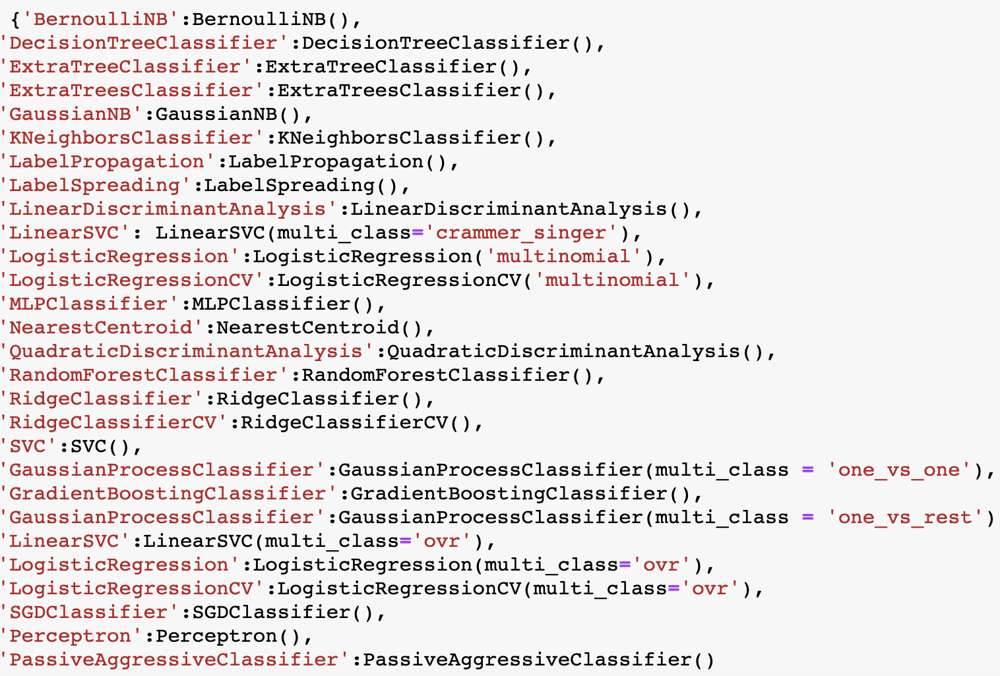 {'BernoulliNB':BernoulliNB(),
'DecisionTreeClassifier':DecisionTreeClassifier(),
'ExtraTreeClassifier':ExtraTreeClassifier(),
'ExtraTreesClassifier':ExtraTreesClassifier(),
'GaussianNB':GaussianNB(),
'KNeighborsClassifier':KNeighborsClassifier(),
'LabelPropagation':LabelPropagation(),
'LabelSpreading':LabelSpreading(),
'LinearDiscriminantAnalysis':LinearDiscriminantAnalysis(),
'LinearSVC': LinearSVC(multi_class='crammer_singer'),
'LogisticRegression':LogisticRegression('multinomial'),
'LogisticRegressionCV':LogisticRegressionCV('multinomial'),
'MLPClassifier':MLPClassifier(),
'NearestCentroid':NearestCentroid(),
'QuadraticDiscriminantAnalysis':QuadraticDiscriminantAnalysis(),
'RandomForestClassifier':RandomForestClassifier(),
'RidgeClassifier':RidgeClassifier(),
'RidgeClassifierCV':RidgeClassifierCV(),
'SVC':SVC(),
'GaussianProcessClassifier':GaussianProcessClassifier(multi_class = 'one_vs_one'),
'GradientBoostingClassifier':GradientBoostingClassifier(),
'GaussianProcessClassifier':GaussianProcessClassifier(multi_class = 'one_vs_rest')
'LinearSVC':LinearSVC(multi_class='ovr'),
'LogisticRegression':LogisticRegression(multi_class='ovr'),
'LogisticRegressionCV':LogisticRegressionCV(multi_class='ovr'),
'SGDClassifier':SGDClassifier(),
'Perceptron':Perceptron(),
'PassiveAggressiveClassifier':PassiveAggressiveClassifier()